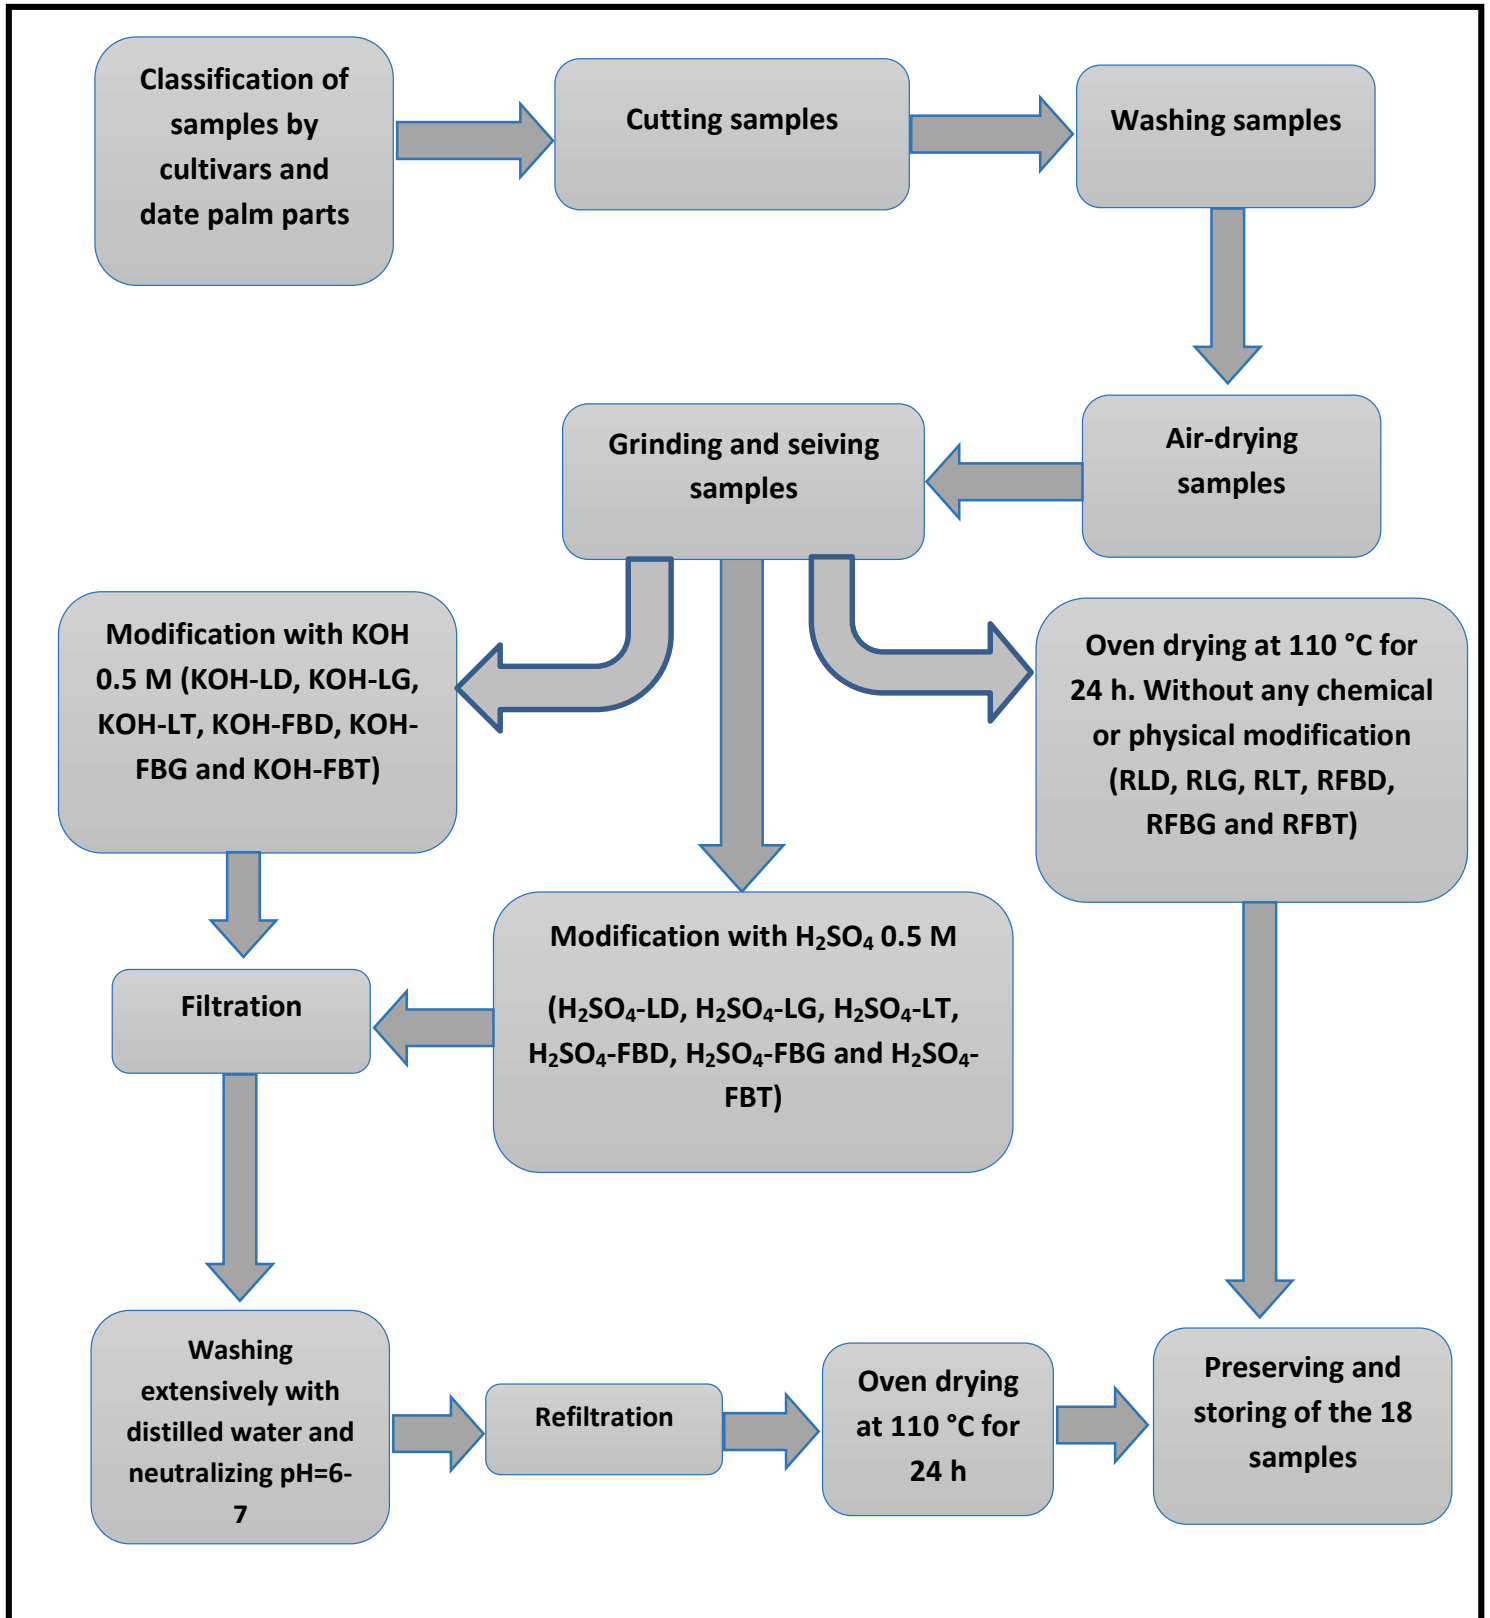 Classification of
samples by
cultivars and
date palm parts
Cutting samples
Washing samples
Air-drying
samples
Grinding and seiving
samples
Modification with KOH
0.5 M (KOH-LD, KOH-LG,
KOH-LT, KOH-FBD, KOH-
FBG and KOH-FBT)
Oven drying at 110 °C for
24 h. Without any chemical
or physical modification
(RLD, RLG, RLT, RFBD,
RFBG and RFBT)
Modification with H₂SO₄ 0.5 M
(H₂SO₄-LD, H₂SO₄-LG, H₂SO₄-LT,
H₂SO₄-FBD, H₂SO₄-FBG and H₂SO₄-
FBT)
Filtration
Washing
extensively with
distilled water and
neutralizing pH=6-
7
Refiltration
Oven drying
at 110 °C for
24 h
Preserving and
storing of the 18
samples